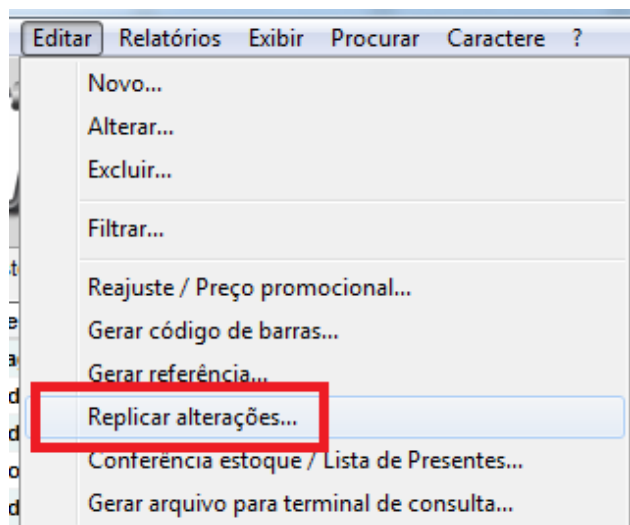 Editar Relatórios Exibir Procurar Caractere ?
Novo...
Alterar...
Excluir...
Filtrar...
Reajuste / Preço promocional...
Gerar código de barras...
Gerar referência...
Replicar alterações...
Conferência estoque / Lista de Presentes...
Gerar arquivo para terminal de consulta...